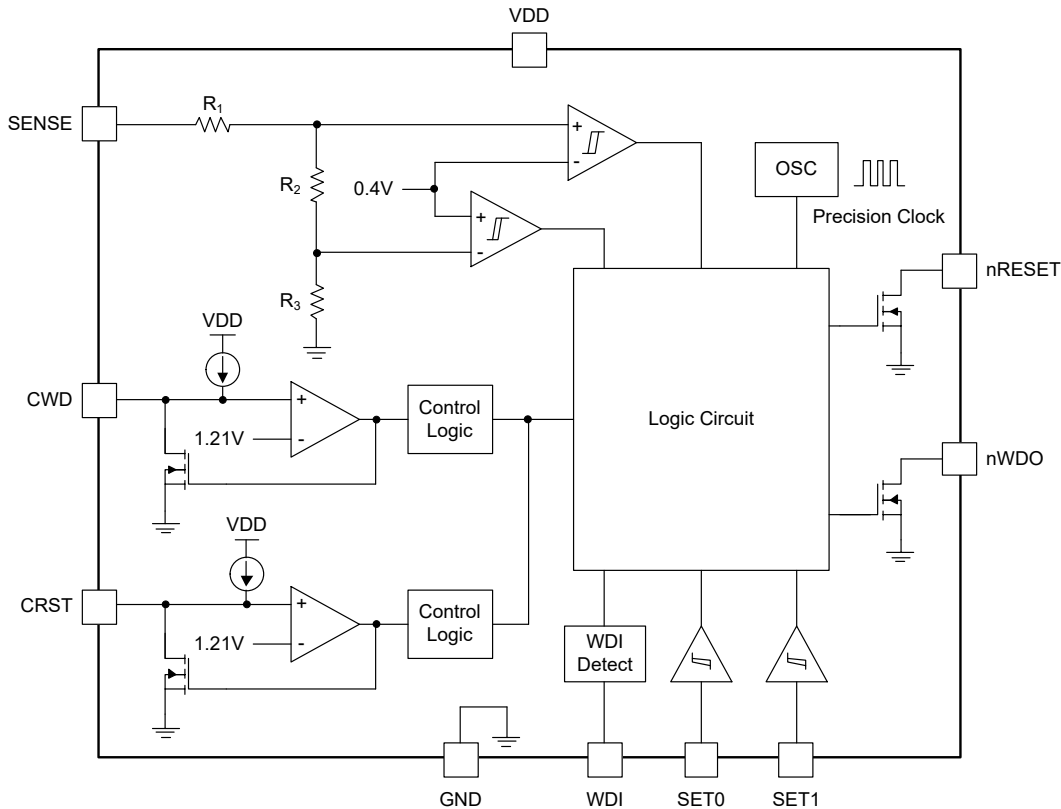 VDD
SENSE
R1
+
-
R2
0.4V
+
-
OSC
Precision Clock
R3
nRESET
VDD
CWD
+
1.21V
-
Control
Logic
Logic Circuit
nWDO
VDD
CRST
+
1.21V
-
Control
Logic
WDI
Detect
GND
WDI
SET0
SET1